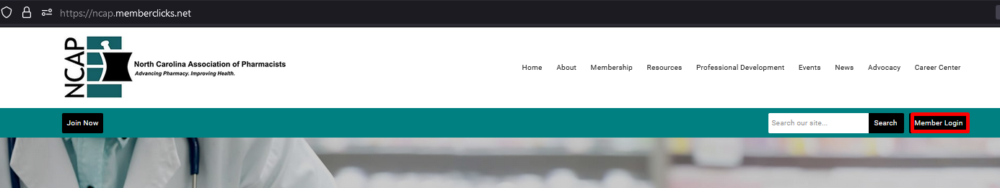 https://ncap.memberclicks.net
NCAP
North Carolina Association of Pharmacists
Advancing Pharmacy. Improving Health.
Home About Membership Resources Professional Development Events News Advocacy Career Center
Join Now Search our site... Search Member Login